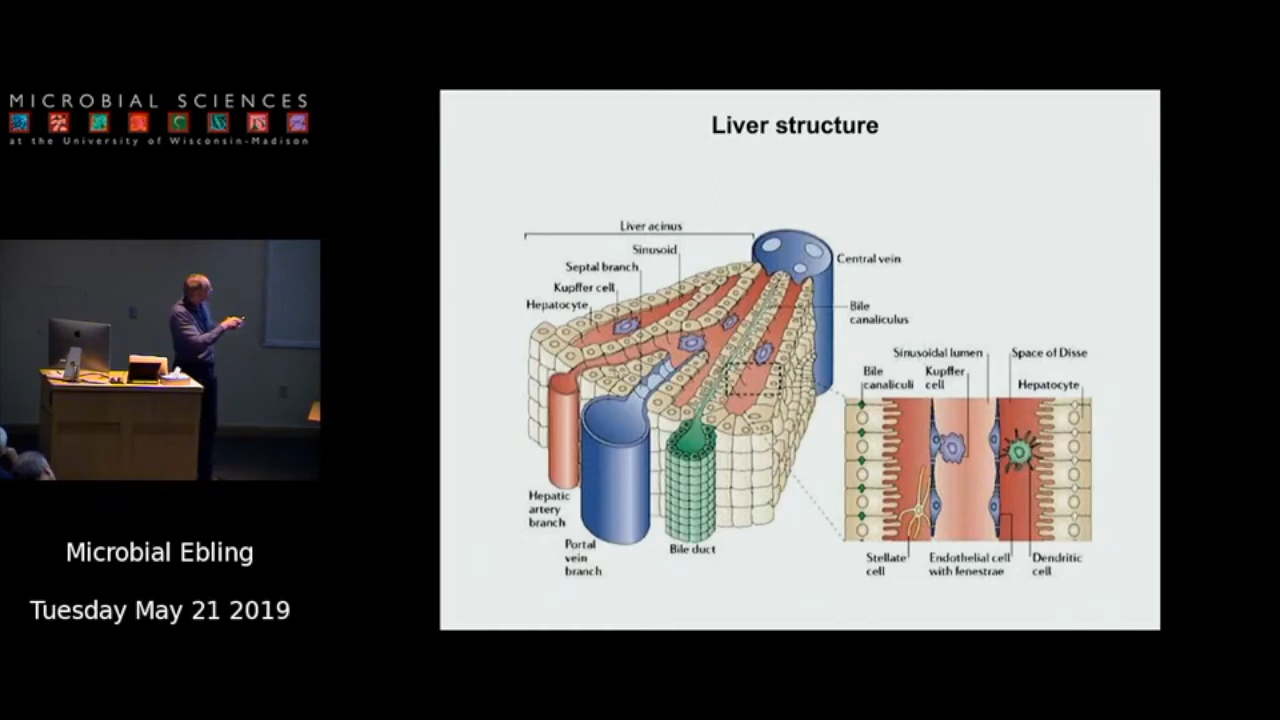 MICROBIAL SCIENCES
at the University of Wisconsin-Madison
Microbial Ebling
Tuesday May 21 2019
Liver structure
Liver acinus
Sinusoid
Septal branch
Kupffer cell
Hepatocyte
Central vein
Bile
canaliculus
Hepatic
artery
branch
Portal
vein
branch
Bile duct
Sinusoidal lumen
Space of Disse
Bile
canaliculi
Kupffer
cell
Hepatocyte
Stellate
cell
Endothelial cell
with fenestrae
Dendritic
cell